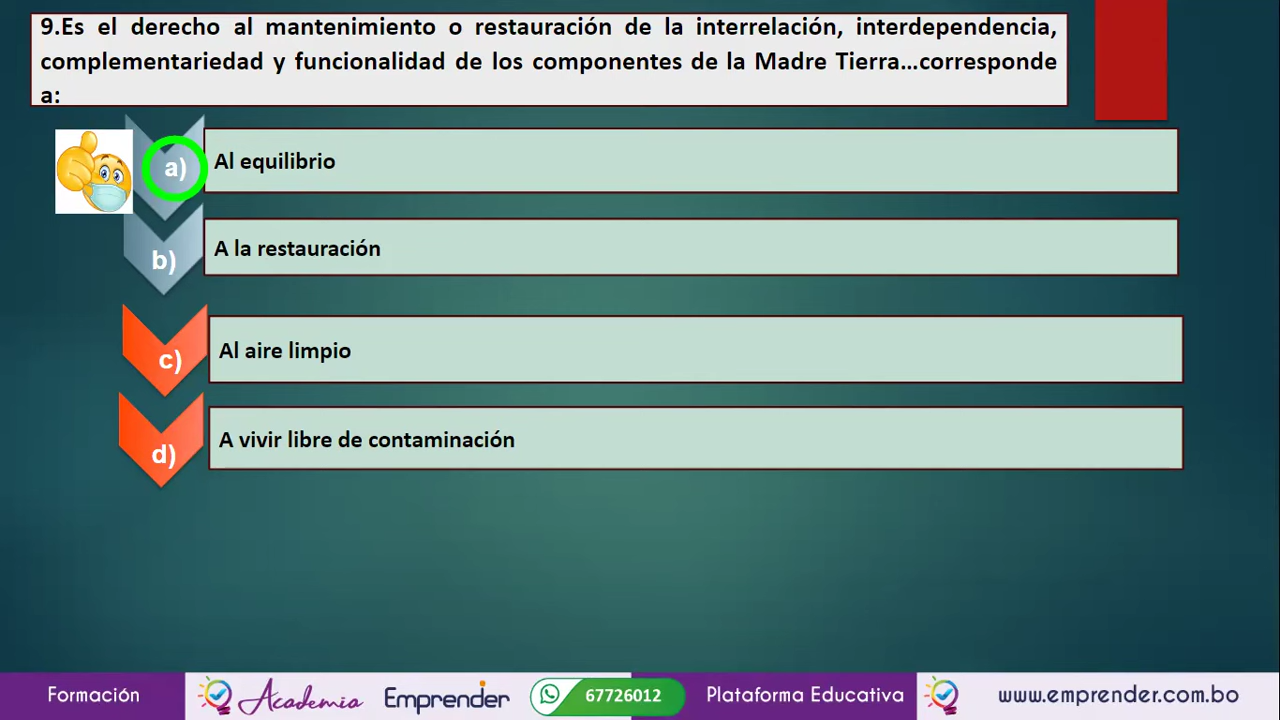 9.Es el derecho al mantenimiento o restauración de la interrelación, interdependencia,
complementariedad y funcionalidad de los componentes de la Madre Tierra…corresponde
a:
a) Al equilibrio
b) A la restauración
c) Al aire limpio
d) A vivir libre de contaminación
Formación Academia Emprender 67726012 Plataforma Educativa www.emprender.com.bo